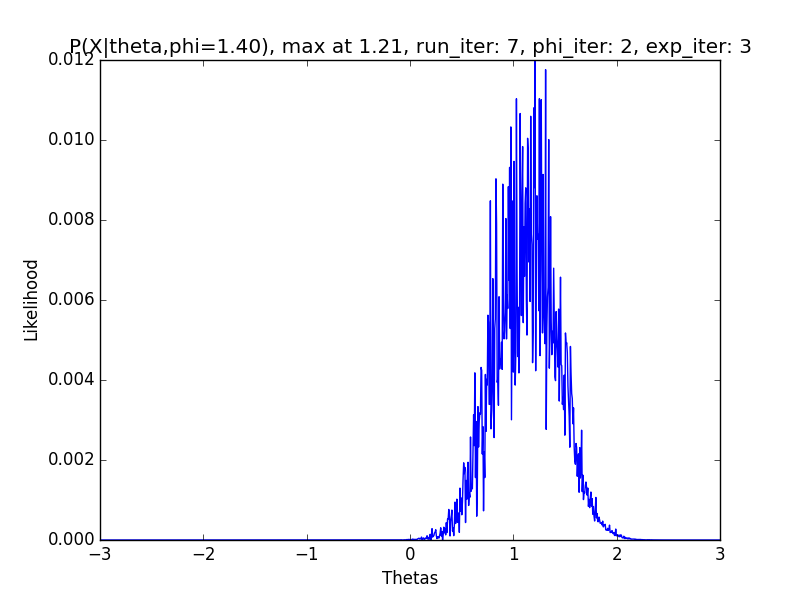 P(X|theta,phi=1.40), max at 1.21, run_iter: 7, phi_iter: 2, exp_iter: 3
0.012
0.010
0.008
0.006
0.004
0.002
0.000
Likelihood
−3 −2 −1 0 1 2 3
Thetas